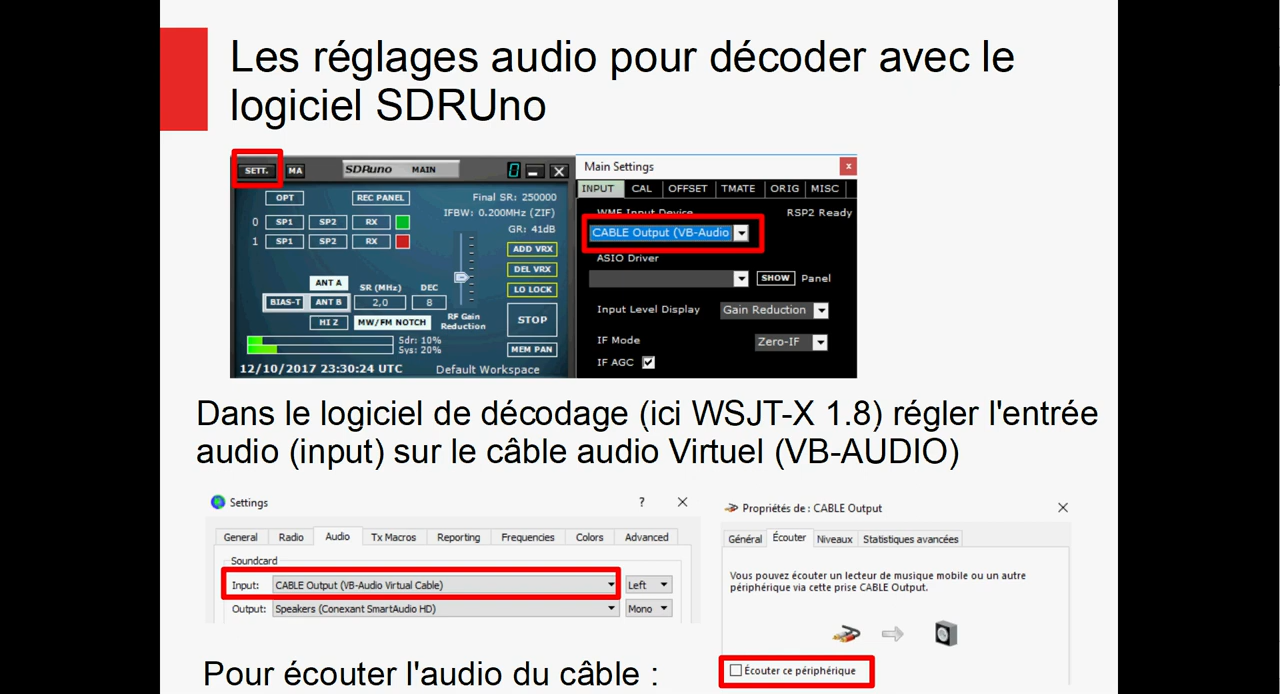 Les réglages audio pour décoder avec le
logiciel SDRUno
SETT. MA SDRuno MAIN 0
OPT REC PANEL Final SR: 250000
IFBW: 0.200MHz (ZIF)
0 SP1 SP2 RX
GR: 41dB
1 SP1 SP2 RX
ADD VRX
DEL VRX
ANT A SR (MHz) DEC LO LOCK
BIAS-T ANT B 2,0 8
HI Z MW/FM NOTCH RF Gain
Reduction
STOP
Sdr: 10%
Sys: 20%
MEM PAN
12/10/2017 23:30:24 UTC Default Workspace
Main Settings x
INPUT CAL OFFSET TMATE ORIG MISC
WME Input Device RSP2 Ready
CABLE Output (VB-Audio
ASIO Driver
SHOW Panel
Input Level Display Gain Reduction
IF Mode Zero-IF
IF AGC
Dans le logiciel de décodage (ici WSJT-X 1.8) régler l'entrée
audio (input) sur le câble audio Virtuel (VB-AUDIO)
Settings ?
General Radio Audio Tx Macros Reporting Frequencies Colors Advanced
Soundcard
Input: CABLE Output (VB-Audio Virtual Cable) Left
Output: Speakers (Conexant SmartAudio HD) Mono
Propriétés de : CABLE Output
Général Écouter Niveaux Statistiques avancées
Vous pouvez écouter un lecteur de musique mobile ou un autre
périphérique via cette prise CABLE Output.
Pour écouter l'audio du câble :
Écouter ce périphérique